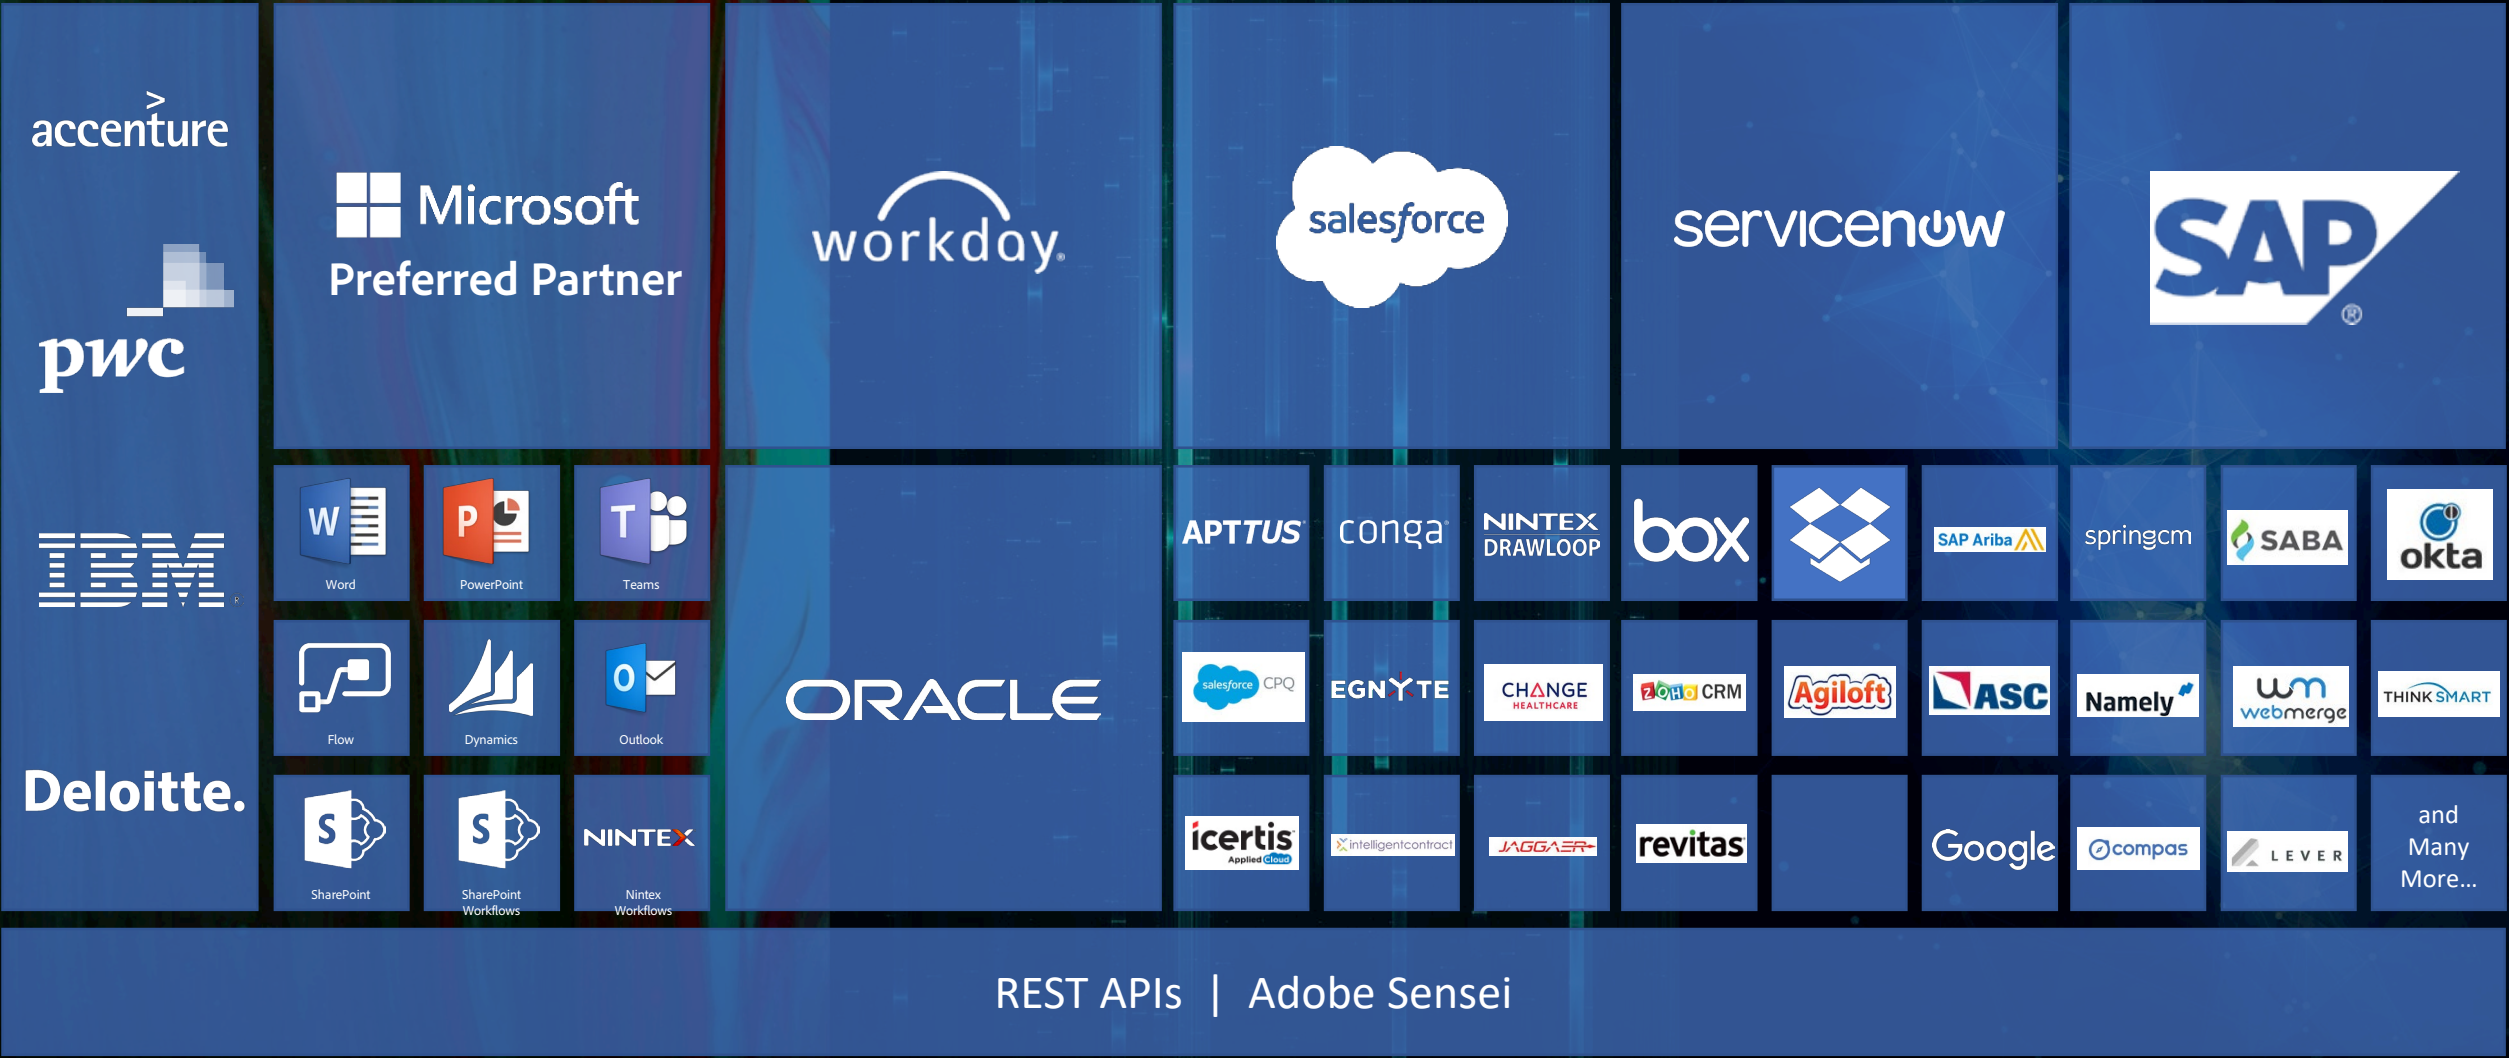 accenture
pwc
IBM
Deloitte.
Microsoft
Preferred Partner
workday
salesforce
servicenow
SAP
W
Word
P
PowerPoint
T
Teams
Flow
Dynamics
O
Outlook
S
SharePoint
S
SharePoint
Workflows
NINTEX
Nintex
Workflows
ORACLE
APTTUS
conga
NINTEX
DRAWLOOP
box
SAP Ariba
springcm
SABA
okta
salesforce CPQ
EGNYTE
CHANGE
HEALTHCARE
ZOHO CRM
Agiloft
ASC
Namely
wm
webmerge
THINKSMART
icertis
Applied Cloud
intelligentcontract
JAGGAER
revitas
Google
compas
LEVER
and
Many
More...
REST APIs | Adobe Sensei